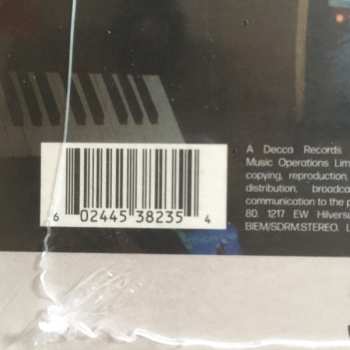 6 02445 38235 4
A Decca Records
Music Operations Lim
copying, reproduction,
distribution, broadca
communication to the p
80. 1217 EW Hilvers
BIEM/SDRM.STEREO. L